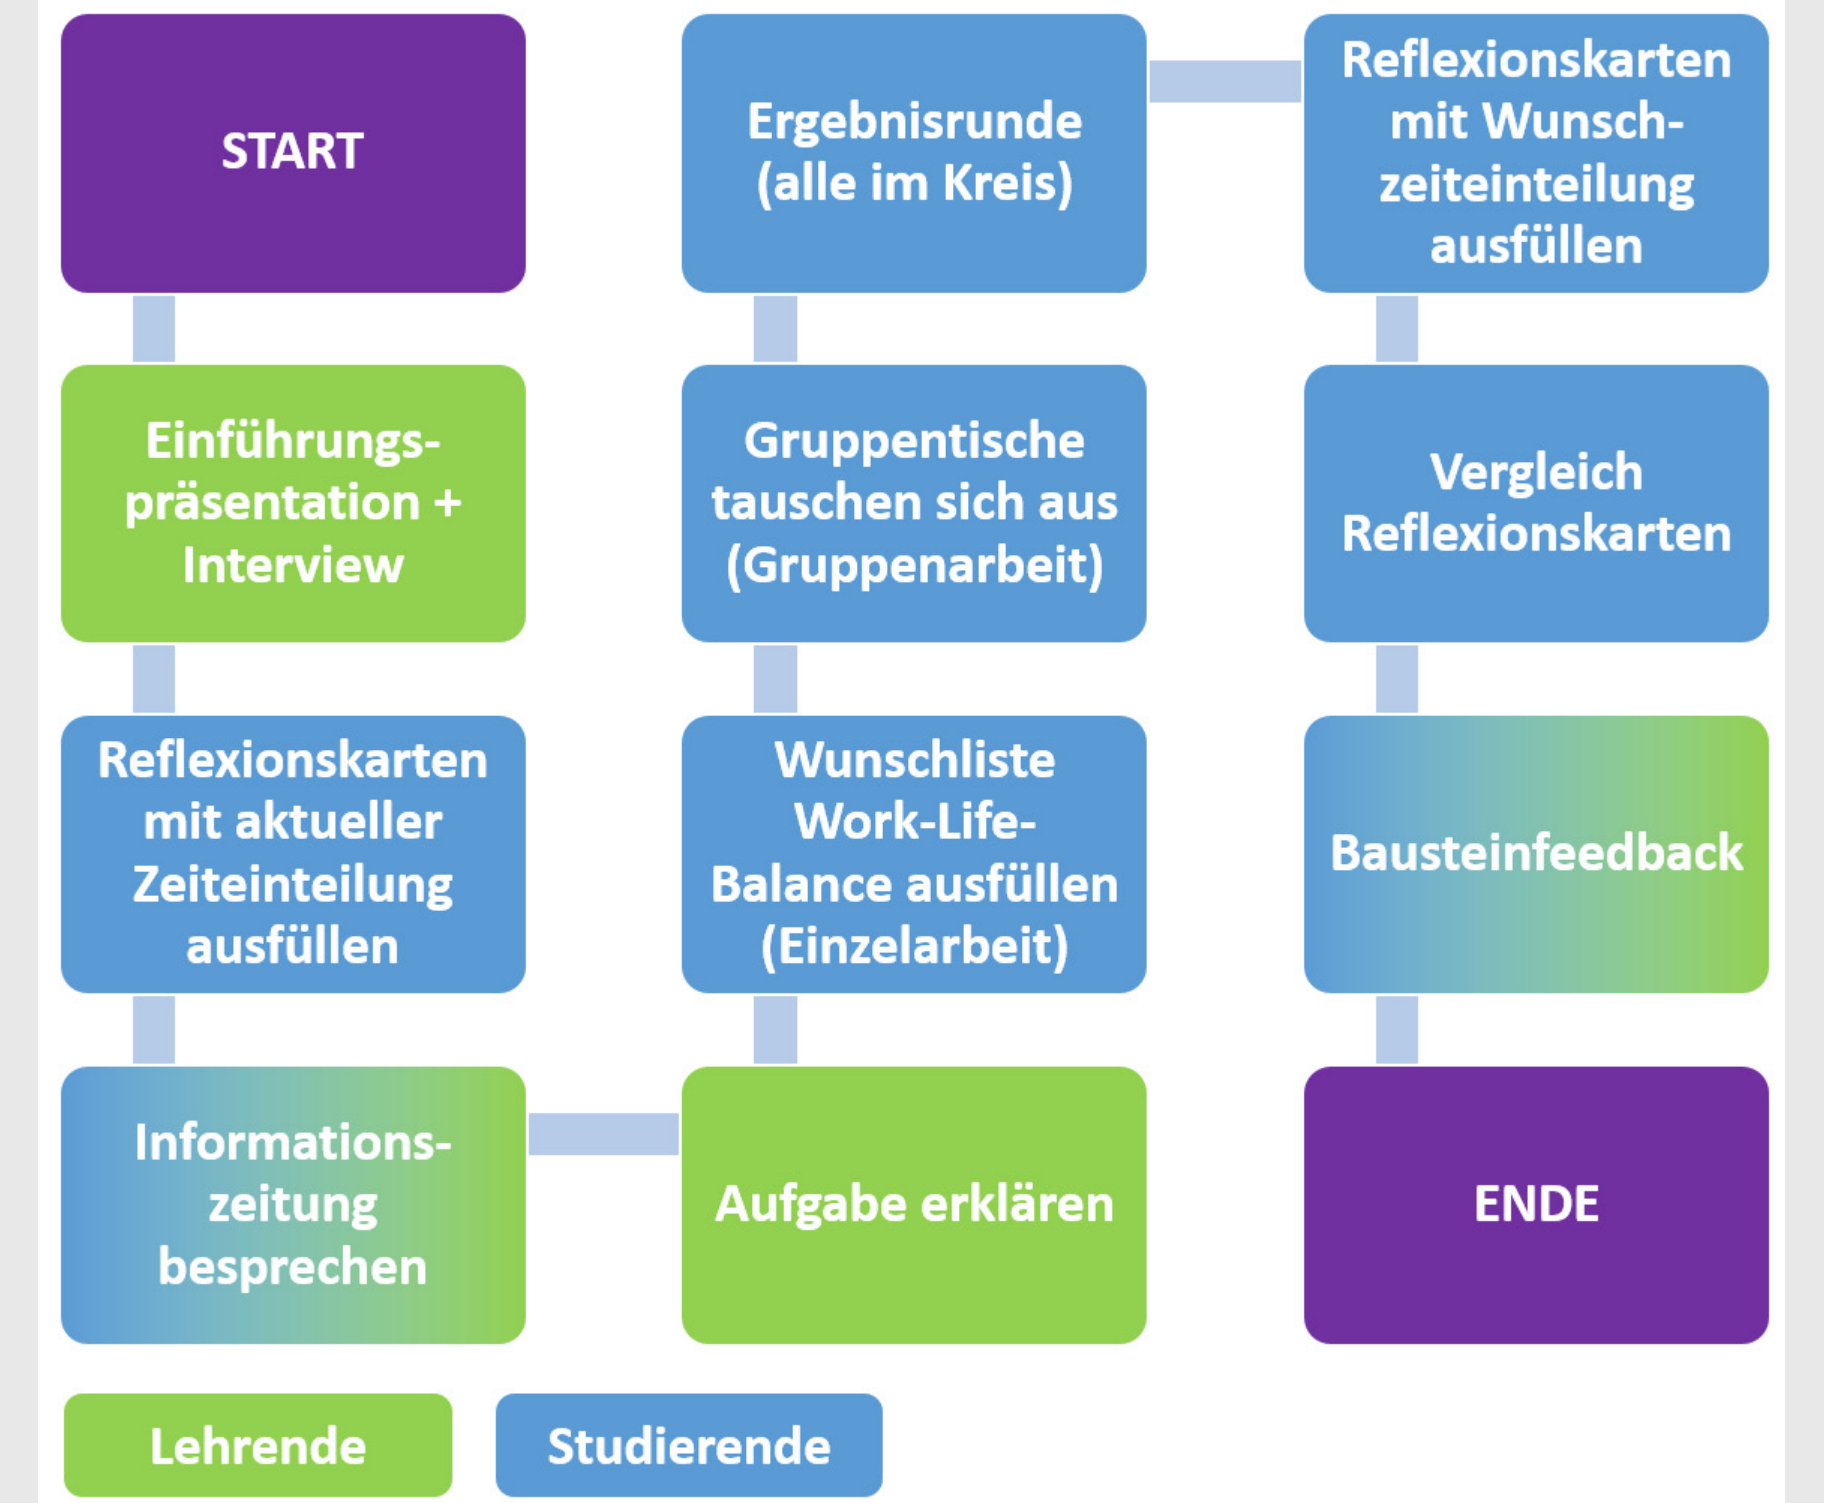 START
Einführungs-
präsentation +
Interview
Reflexionskarten
mit aktueller
Zeiteinteilung
ausfüllen
Informations-
zeitung
besprechen
Aufgabe erklären
Wunschliste
Work-Life-
Balance ausfüllen
(Einzelarbeit)
Gruppentische
tauschen sich aus
(Gruppenarbeit)
Ergebnisrunde
(alle im Kreis)
Reflexionskarten
mit Wunsch-
zeiteinteilung
ausfüllen
Vergleich
Reflexionskarten
Bausteinfeedback
ENDE
Lehrende
Studierende